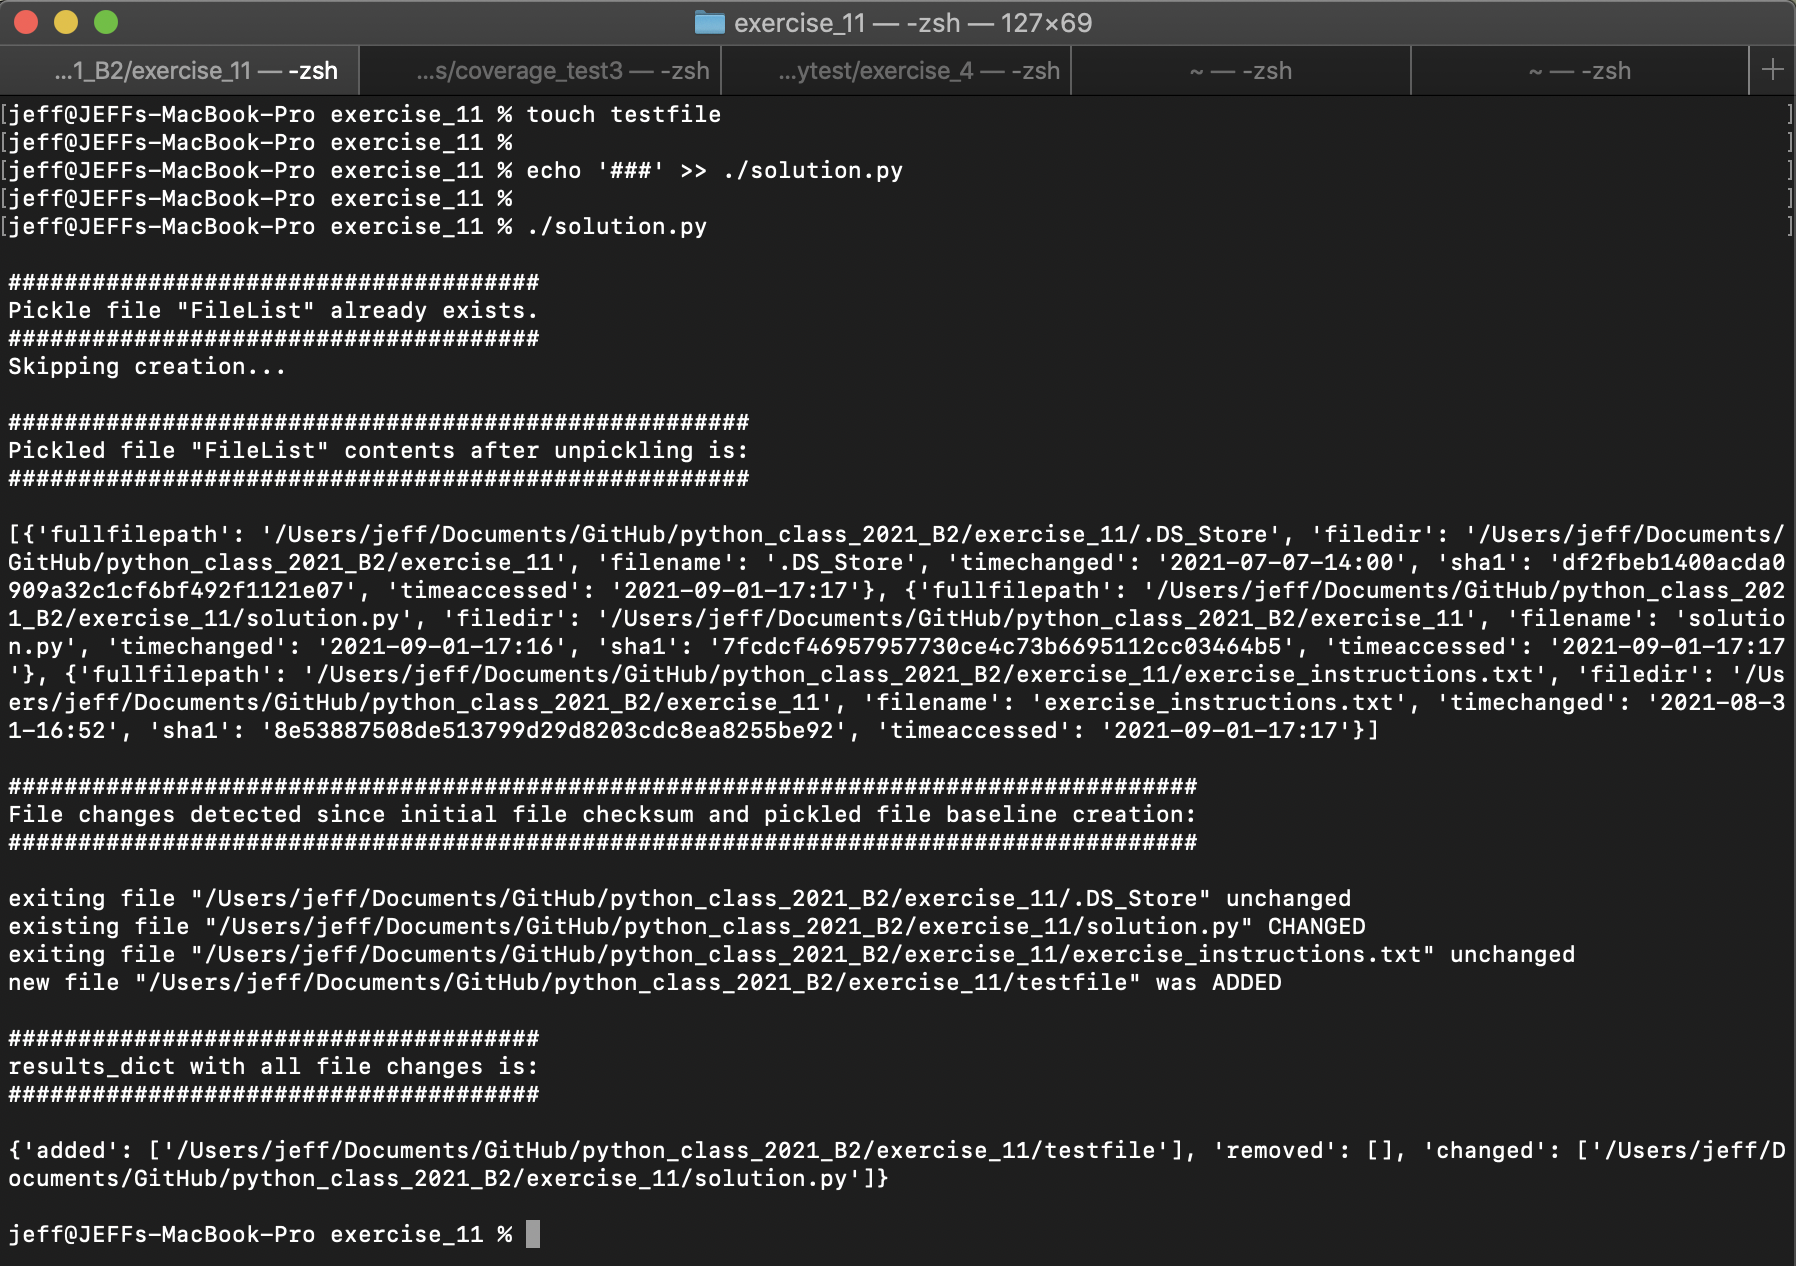 exercise_11 — -zsh — 127×69
...1_B2/exercise_11 — -zsh ...s/coverage_test3 — -zsh ...ytest/exercise_4 — -zsh ~ — -zsh ~ — -zsh +
[jeff@JEFFs-MacBook-Pro exercise_11 % touch testfile ]
[jeff@JEFFs-MacBook-Pro exercise_11 % ]
[jeff@JEFFs-MacBook-Pro exercise_11 % echo '###' >> ./solution.py ]
[jeff@JEFFs-MacBook-Pro exercise_11 % ]
[jeff@JEFFs-MacBook-Pro exercise_11 % ./solution.py ]
######################################
Pickle file "FileList" already exists.
######################################
Skipping creation...
#####################################################
Pickled file "FileList" contents after unpickling is:
#####################################################
[{'fullfilepath': '/Users/jeff/Documents/GitHub/python_class_2021_B2/exercise_11/.DS_Store', 'filedir': '/Users/jeff/Documents/
GitHub/python_class_2021_B2/exercise_11', 'filename': '.DS_Store', 'timechanged': '2021-07-07-14:00', 'sha1': 'df2fbeb1400acda0
909a32c1cf6bf492f1121e07', 'timeaccessed': '2021-09-01-17:17'}, {'fullfilepath': '/Users/jeff/Documents/GitHub/python_class_202
1_B2/exercise_11/solution.py', 'filedir': '/Users/jeff/Documents/GitHub/python_class_2021_B2/exercise_11', 'filename': 'solutio
n.py', 'timechanged': '2021-09-01-17:16', 'sha1': '7fcdcf46957957730ce4c73b6695112cc03464b5', 'timeaccessed': '2021-09-01-17:17
'}, {'fullfilepath': '/Users/jeff/Documents/GitHub/python_class_2021_B2/exercise_11/exercise_instructions.txt', 'filedir': '/Us
ers/jeff/Documents/GitHub/python_class_2021_B2/exercise_11', 'filename': 'exercise_instructions.txt', 'timechanged': '2021-08-3
1-16:52', 'sha1': '8e53887508de513799d29d8203cdc8ea8255be92', 'timeaccessed': '2021-09-01-17:17'}]
#####################################################################################
File changes detected since initial file checksum and pickled file baseline creation:
#####################################################################################
exiting file "/Users/jeff/Documents/GitHub/python_class_2021_B2/exercise_11/.DS_Store" unchanged
existing file "/Users/jeff/Documents/GitHub/python_class_2021_B2/exercise_11/solution.py" CHANGED
exiting file "/Users/jeff/Documents/GitHub/python_class_2021_B2/exercise_11/exercise_instructions.txt" unchanged
new file "/Users/jeff/Documents/GitHub/python_class_2021_B2/exercise_11/testfile" was ADDED
######################################
results_dict with all file changes is:
######################################
{'added': ['/Users/jeff/Documents/GitHub/python_class_2021_B2/exercise_11/testfile'], 'removed': [], 'changed': ['/Users/jeff/D
ocuments/GitHub/python_class_2021_B2/exercise_11/solution.py']}
jeff@JEFFs-MacBook-Pro exercise_11 %